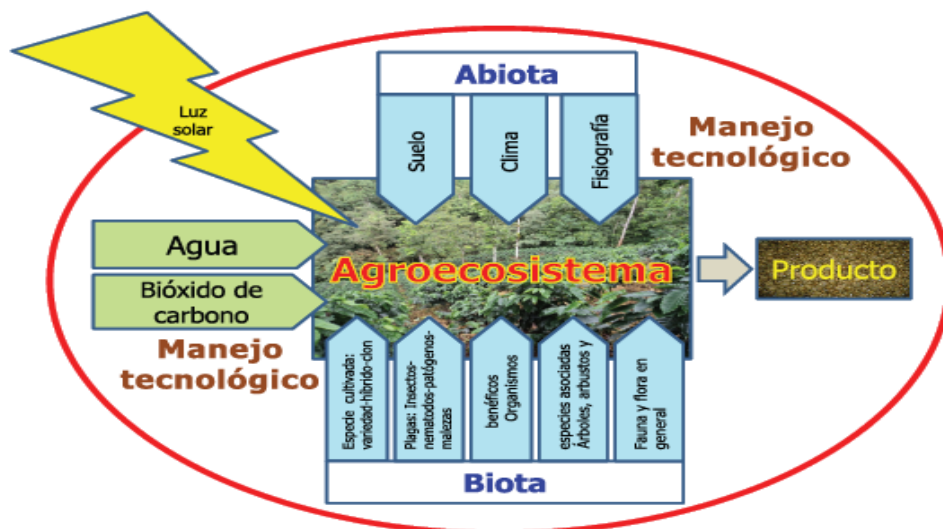 Abiota
Luz
solar
Suelo
Clima
Fisiografía
Manejo
tecnológico
Agua
Bióxido de
carbono
Agroecosistema
Producto
Manejo
tecnológico
Especie cultivada:
variedad-híbrido-clon
Plagas: Insectos-
nematodos-patógenos-
malezas
benéficos
Organismos
especies asociadas
Árboles, arbustos y
Fauna y flora en
general
Biota